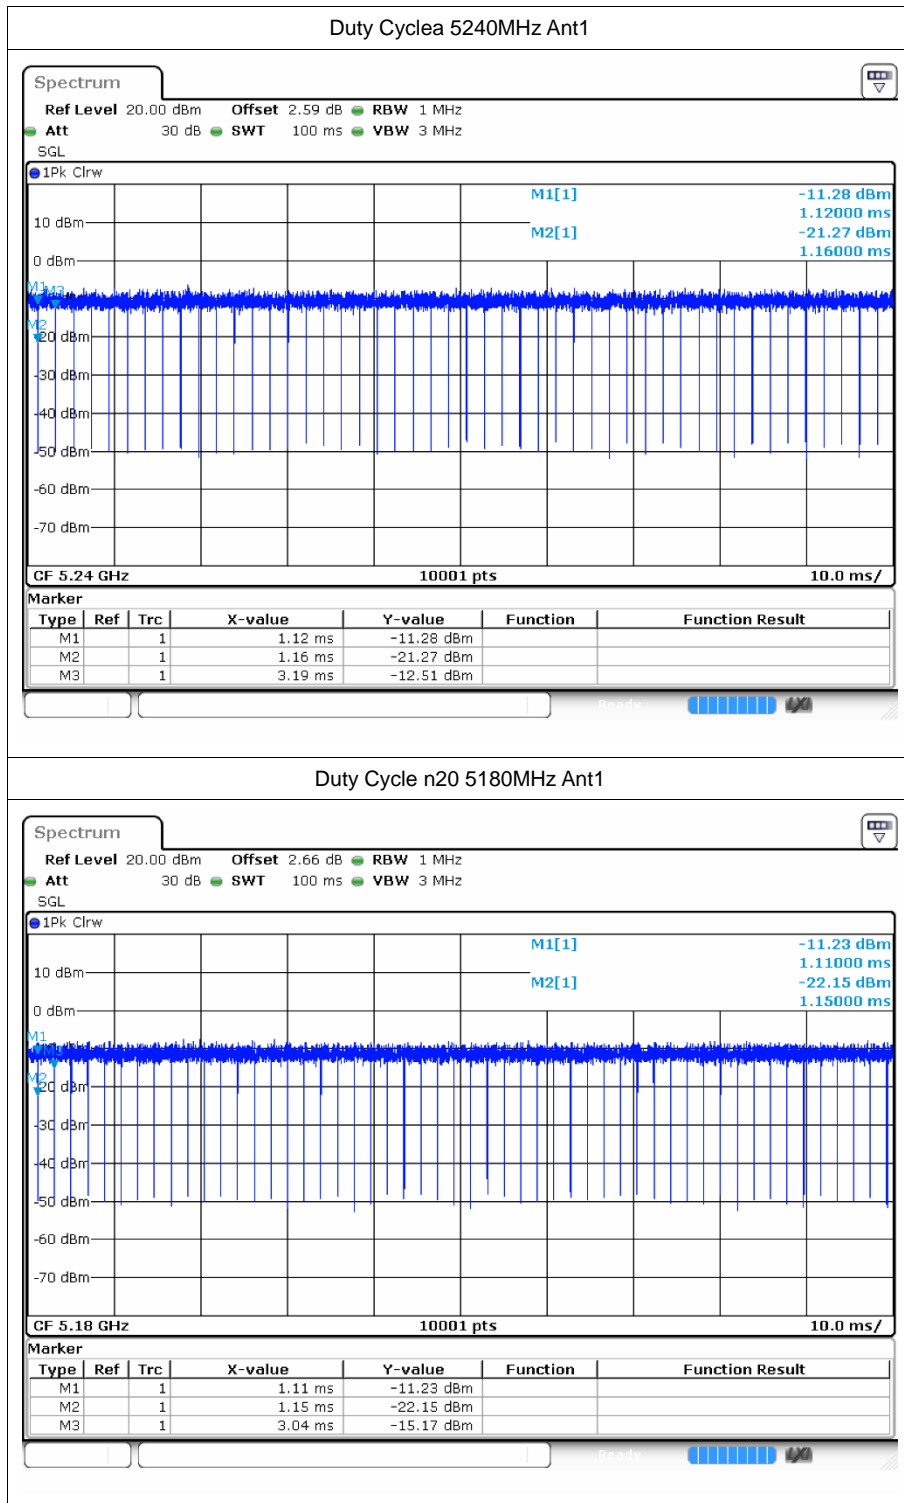 Duty Cyclea 5240MHz Ant1
Spectrum
Ref Level 20.00 dBm Offset 2.59 dB RBW 1 MHz
Att 30 dB SWT 100 ms VBW 3 MHz
SGL
1Pk Clrw
M1[1] -11.28 dBm
1.12000 ms
10 dBm
M2[1] -21.27 dBm
1.16000 ms
0 dBm
M1 M3
M2
-20 dBm
-30 dBm
-40 dBm
-50 dBm
-60 dBm
-70 dBm
CF 5.24 GHz 10001 pts 10.0 ms/
Marker
Type Ref Trc X-value Y-value Function Function Result
M1 1 1.12 ms -11.28 dBm
M2 1 1.16 ms -21.27 dBm
M3 1 3.19 ms -12.51 dBm
Ready LXI
Duty Cycle n20 5180MHz Ant1
Spectrum
Ref Level 20.00 dBm Offset 2.66 dB RBW 1 MHz
Att 30 dB SWT 100 ms VBW 3 MHz
SGL
1Pk Clrw
M1[1] -11.23 dBm
1.11000 ms
10 dBm
M2[1] -22.15 dBm
1.15000 ms
0 dBm
M1
M3
M2
-20 dBm
-30 dBm
-40 dBm
-50 dBm
-60 dBm
-70 dBm
CF 5.18 GHz 10001 pts 10.0 ms/
Marker
Type Ref Trc X-value Y-value Function Function Result
M1 1 1.11 ms -11.23 dBm
M2 1 1.15 ms -22.15 dBm
M3 1 3.04 ms -15.17 dBm
Ready LXI